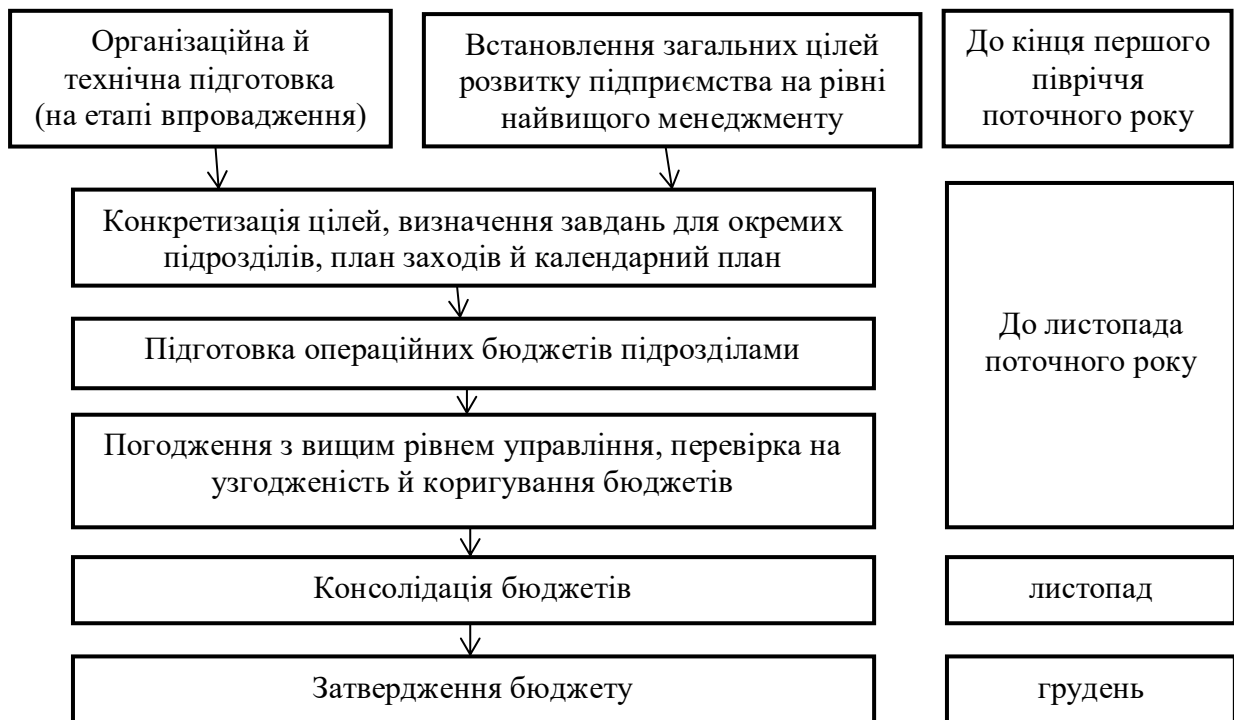 Організаційна й
технічна підготовка
(на етапі впровадження)
Встановлення загальних цілей
розвитку підприємства на рівні
найвищого менеджменту
До кінця першого
півріччя
поточного року
Конкретизація цілей, визначення завдань для окремих
підрозділів, план заходів й календарний план
Підготовка операційних бюджетів підрозділами
Погодження з вищим рівнем управління, перевірка на
узгодженість й коригування бюджетів
До листопада
поточного року
Консолідація бюджетів
листопад
Затвердження бюджету
грудень